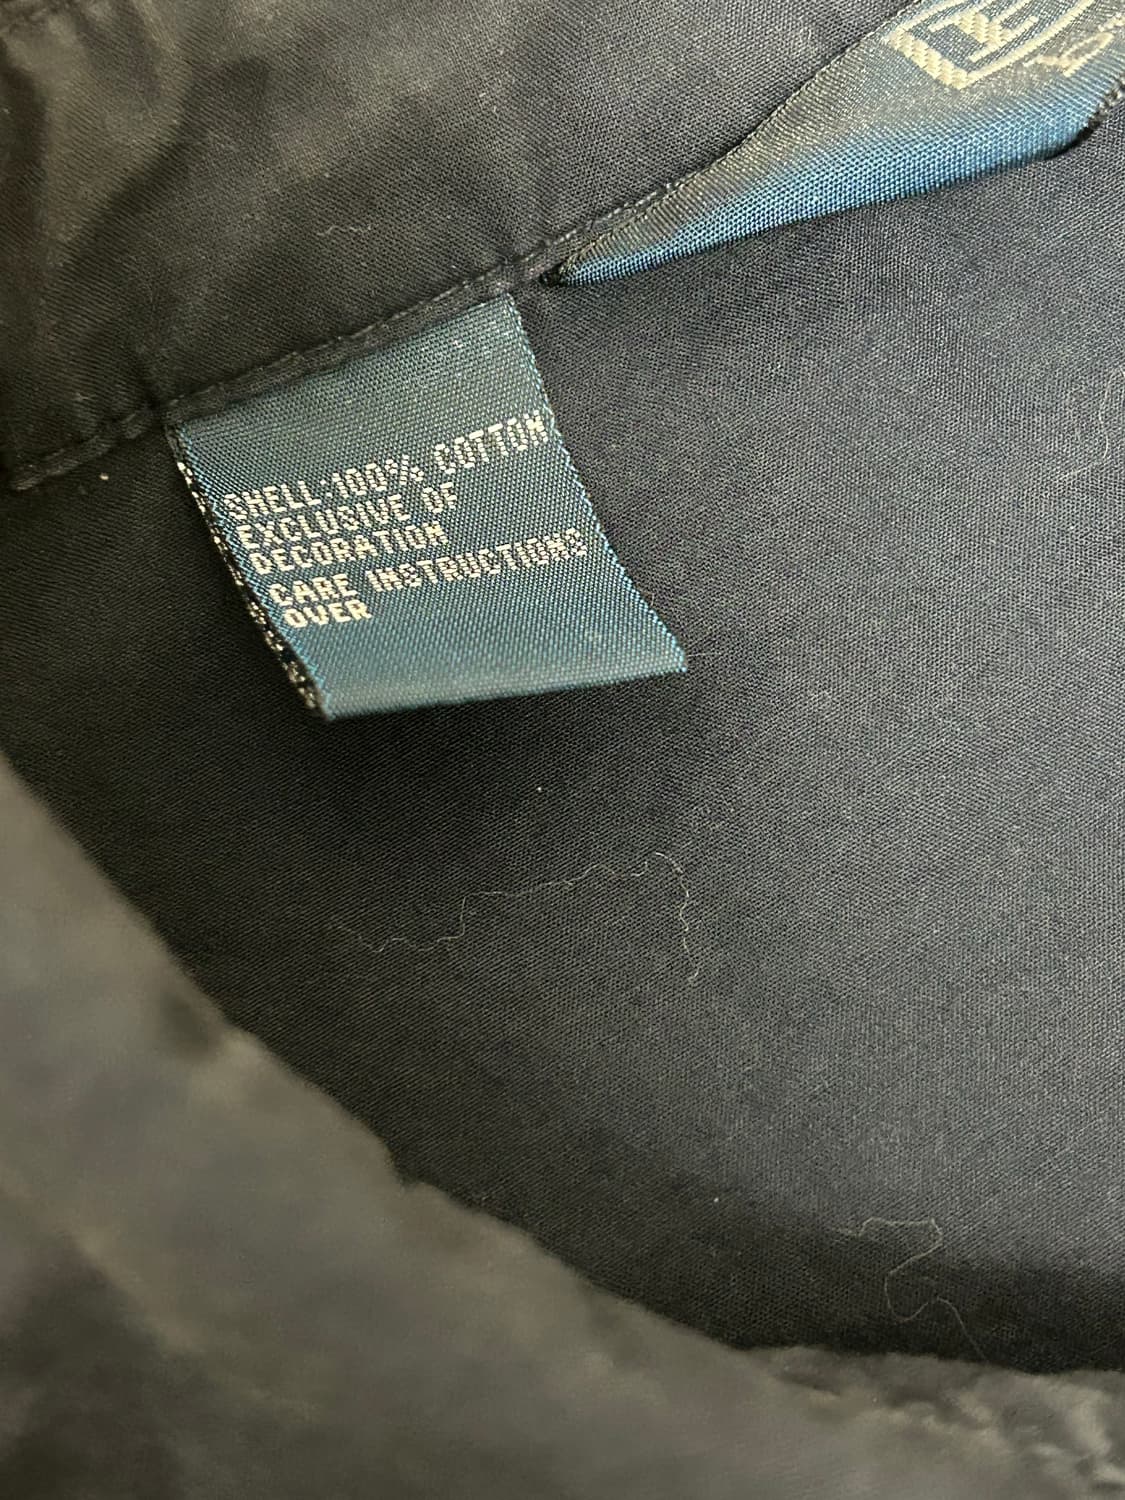 SHELL:100% COTTON
EXCLUSIVE OF
DECORATION
CARE INSTRUCTIONS
OVER